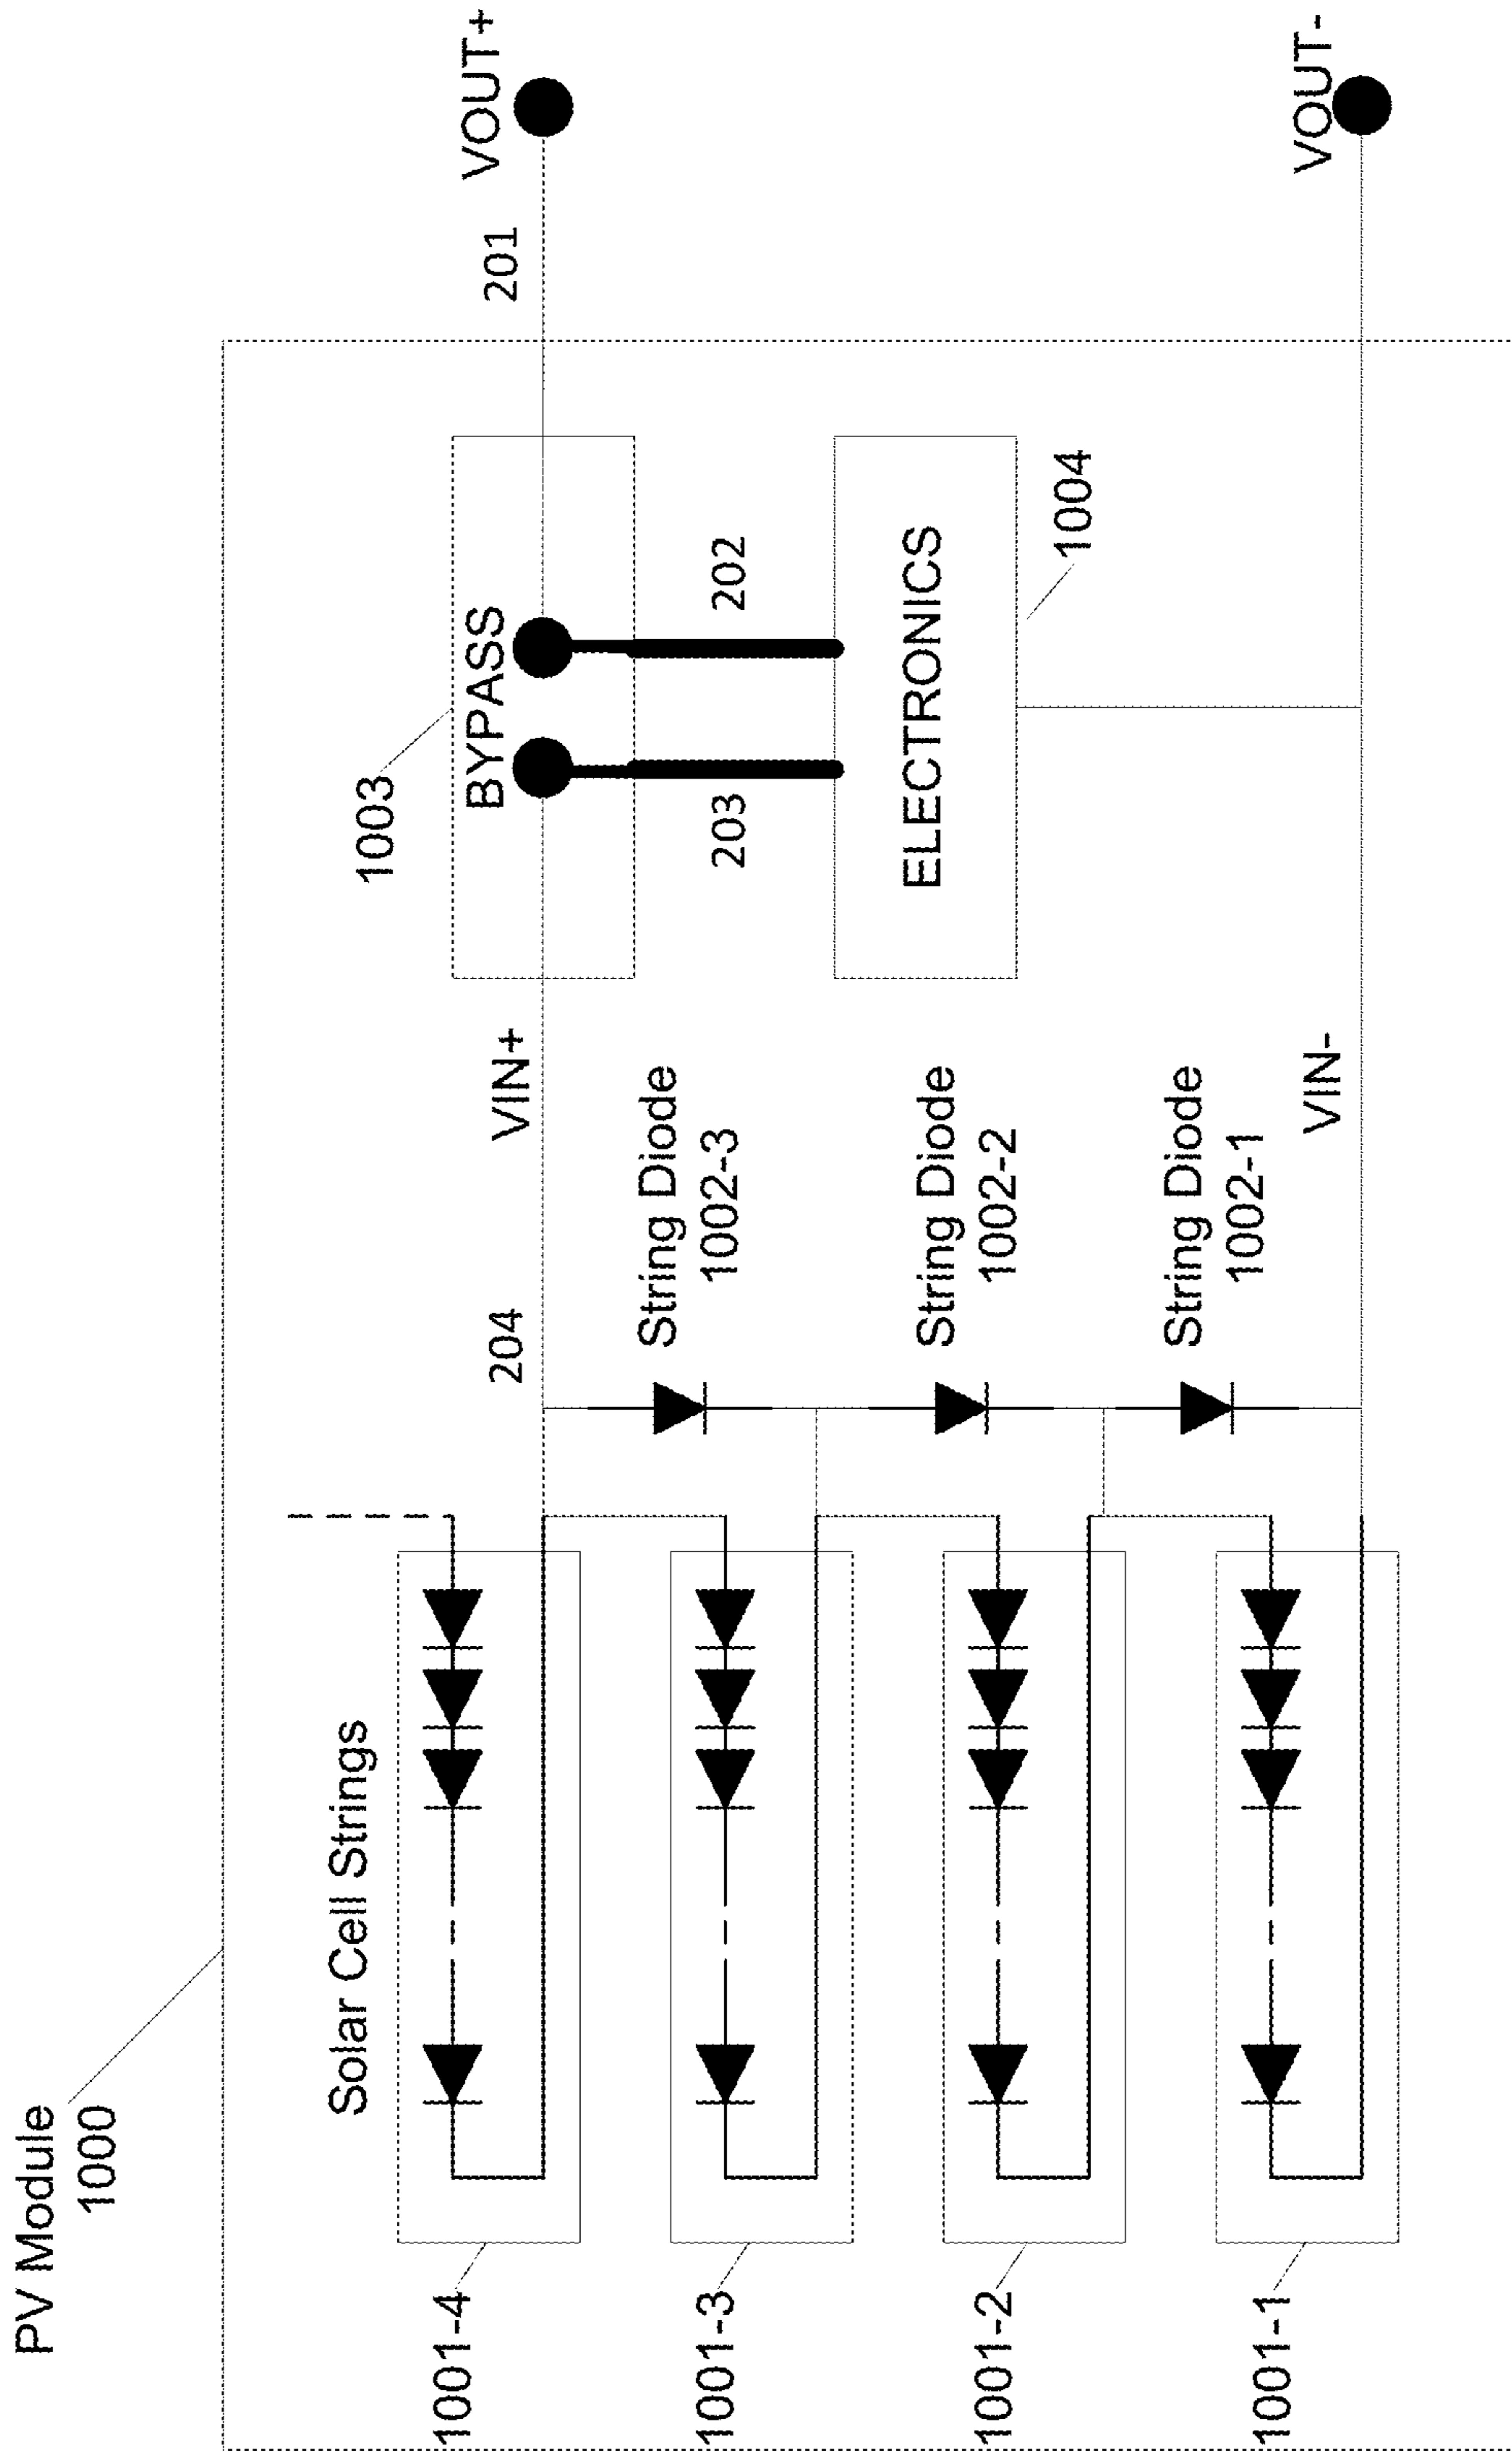 PV Module
1000
Solar Cell Strings
1001-4
1001-3
1001-2
1001-1
204
VIN+
String Diode
1002-3
String Diode
1002-2
String Diode
1002-1
VIN-
1003
BYPASS
203
202
ELECTRONICS
1004
201
VOUT+
VOUT-